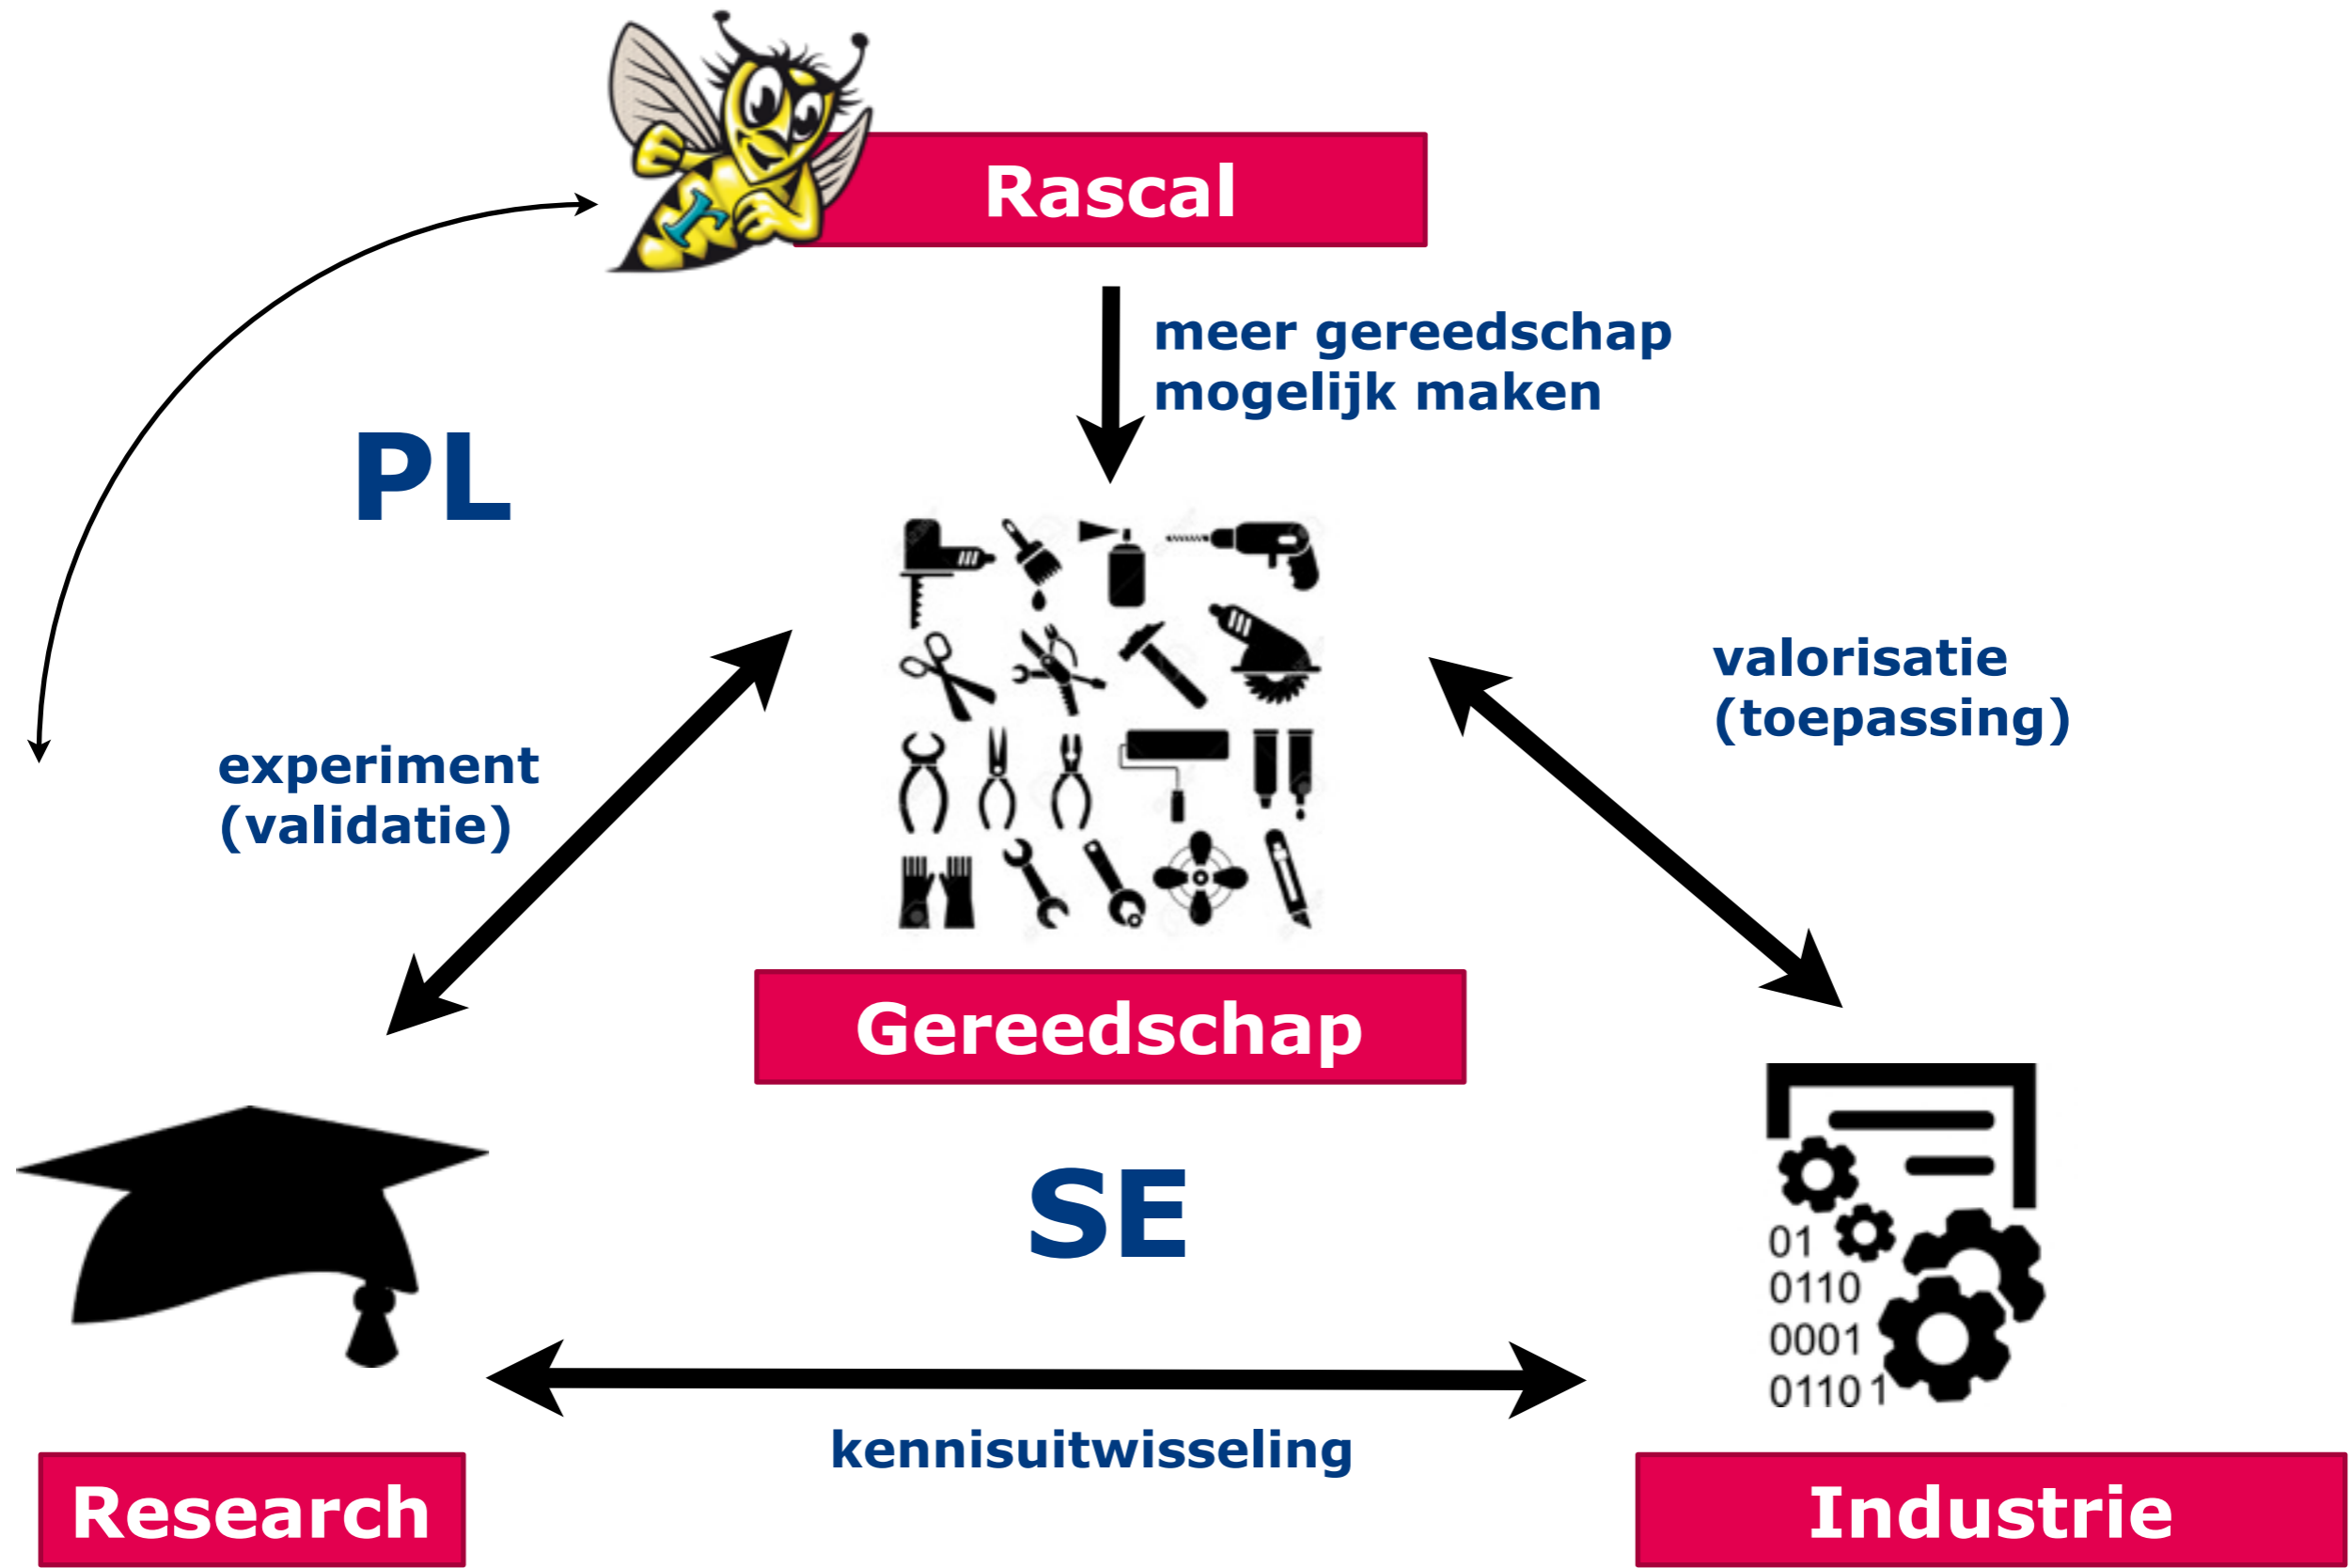 r
Rascal
meer gereedschap
mogelijk maken
PL
valorisatie
(toepassing)
experiment
(validatie)
Gereedschap
SE
01
0110
0001
0110 1
kennisuitwisseling
Research
Industrie